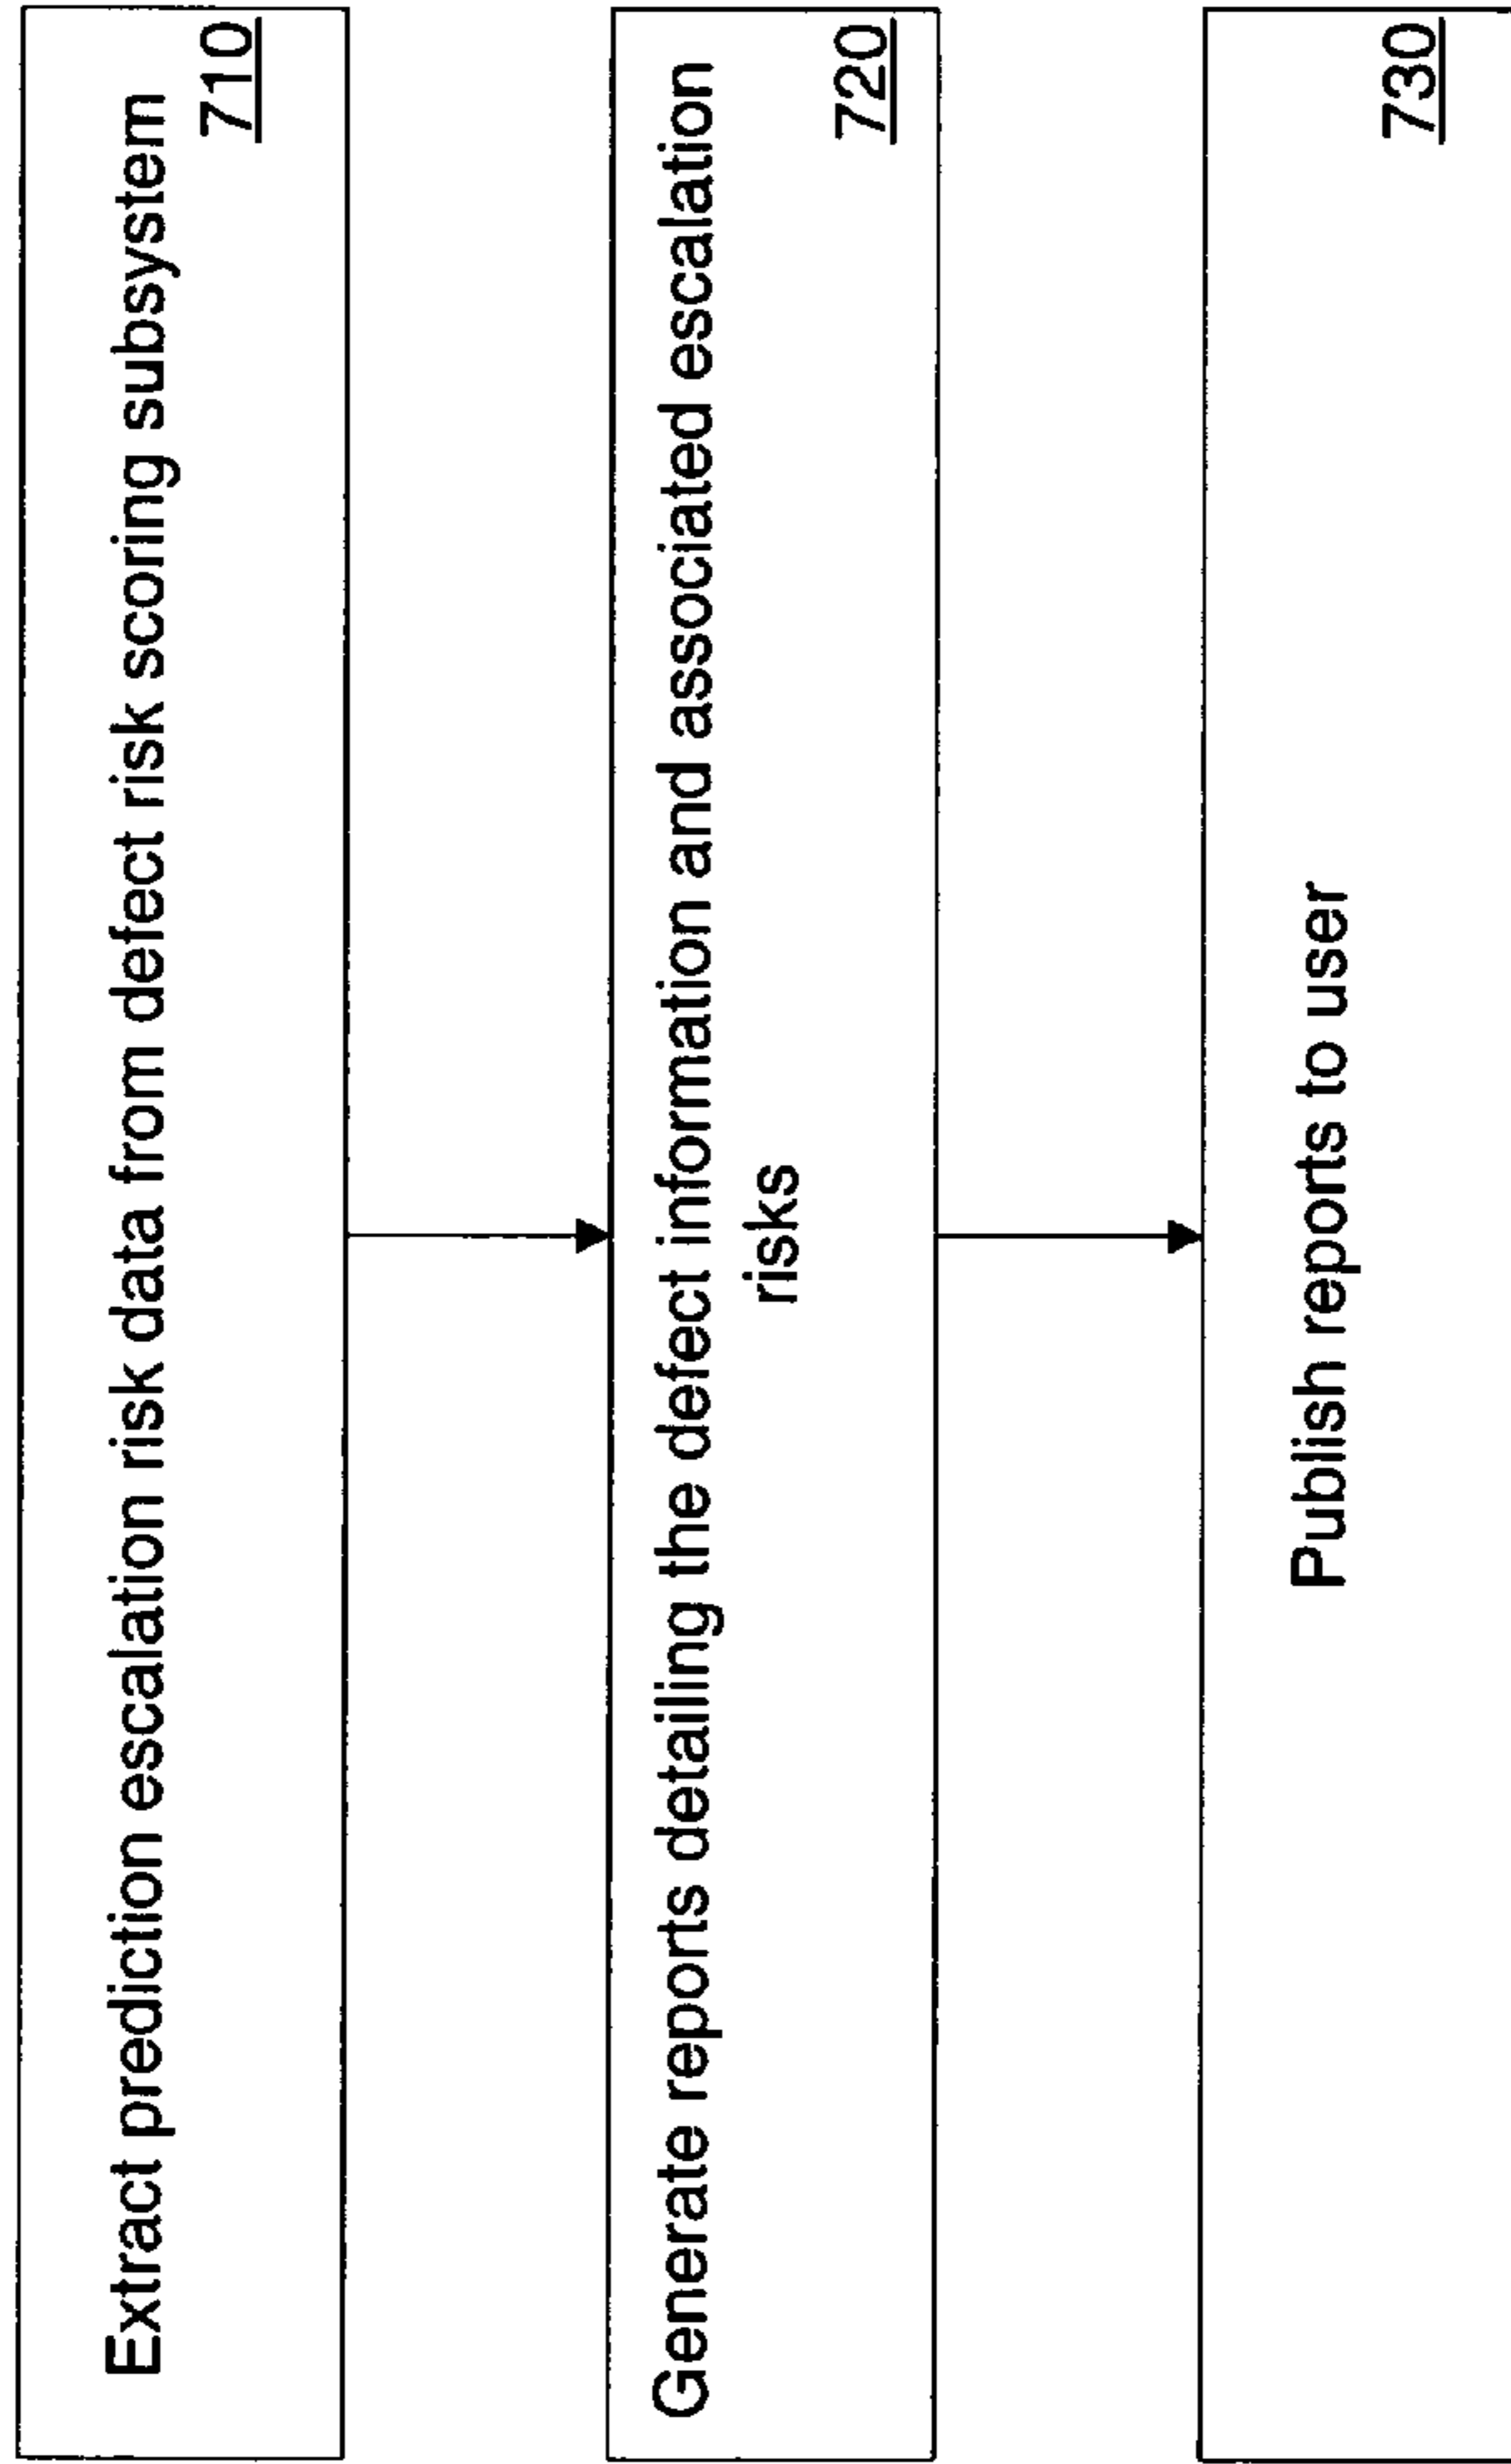 Extract prediction escalation risk data from defect risk scoring subsystem
710
Generate reports detailing the defect information and associated escalation
risks
720
Publish reports to user
730